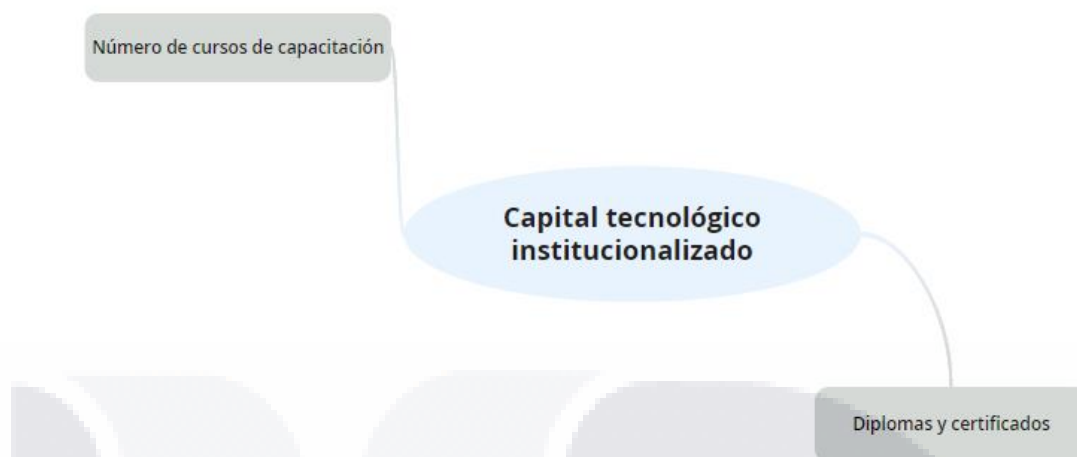 Número de cursos de capacitación
Capital tecnológico
institucionalizado
Diplomas y certificados